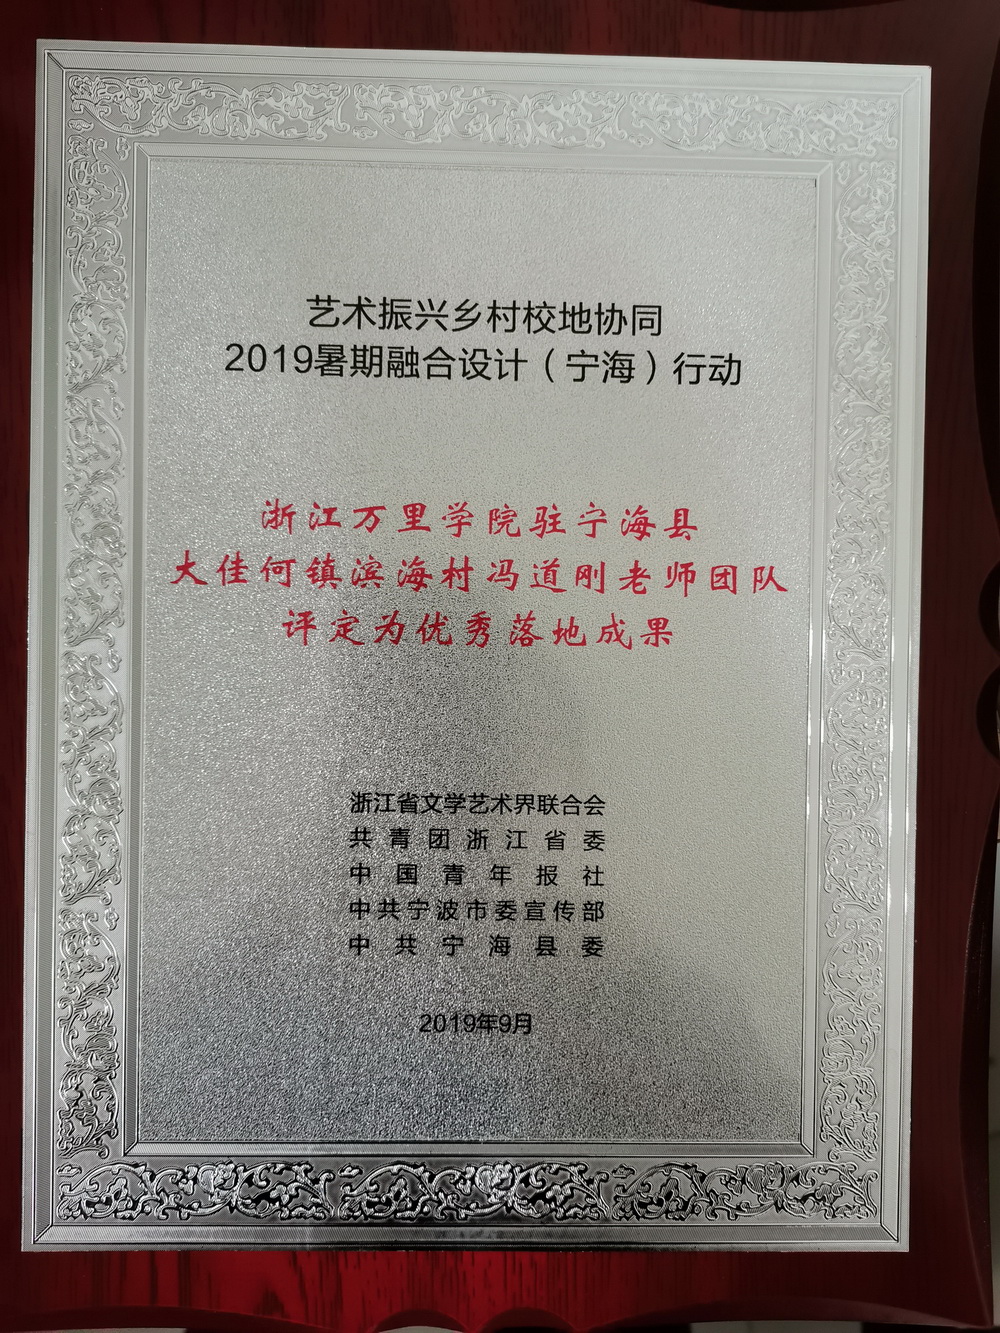 艺术振兴乡村校地协同
2019暑期融合设计（宁海）行动
浙江万里学院驻宁海县
大佳何镇滨海村冯道刚老师团队
评定为优秀落地成果
浙江省文学艺术界联合会
共青团浙江省委
中国青年报社
中共宁波市委宣传部
中共宁海县委
2019年9月